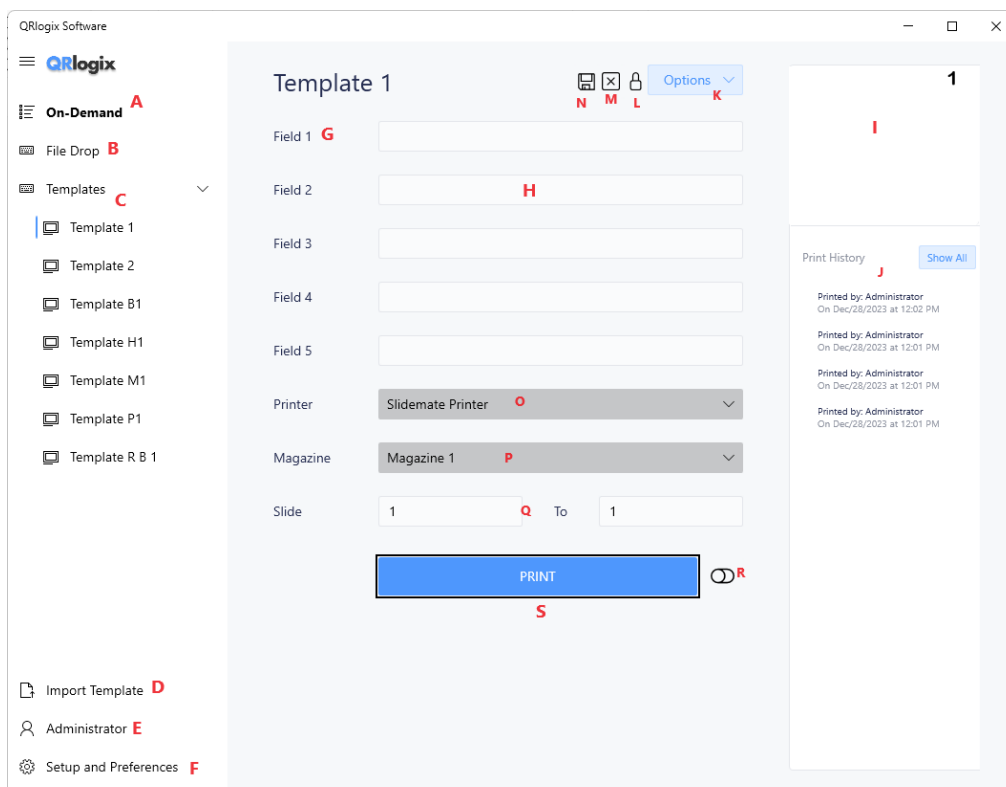 QRlogix Software
QRlogix
On-Demand A
File Drop B
Templates
C
Template 1
Template 2
Template B1
Template H1
Template M1
Template P1
Template R B 1
Import Template D
Administrator E
Setup and Preferences F
Template 1
N M L
Options
K
Field 1 G
Field 2 H
Field 3
Field 4
Field 5
Printer Slidemate Printer O
Magazine Magazine 1 P
Slide 1 Q To 1
PRINT R
S
1
I
Print History Show All
J
Printed by: Administrator
On Dec/28/2023 at 12:02 PM
Printed by: Administrator
On Dec/28/2023 at 12:01 PM
Printed by: Administrator
On Dec/28/2023 at 12:01 PM
Printed by: Administrator
On Dec/28/2023 at 12:01 PM